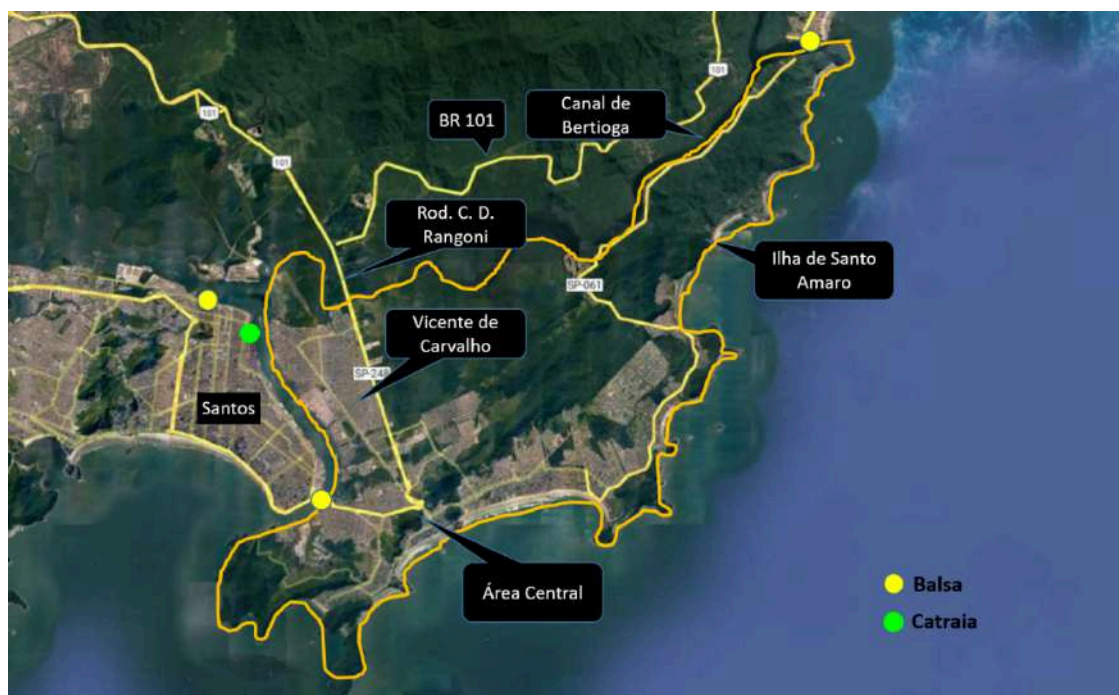 101
101
101
BR 101
Canal de
Bertioga
Rod. C. D.
Rangoni
Ilha de Santo
Amaro
SP-061
Vicente de
Carvalho
SP-248
Santos
Área Central
Balsa
Catraia